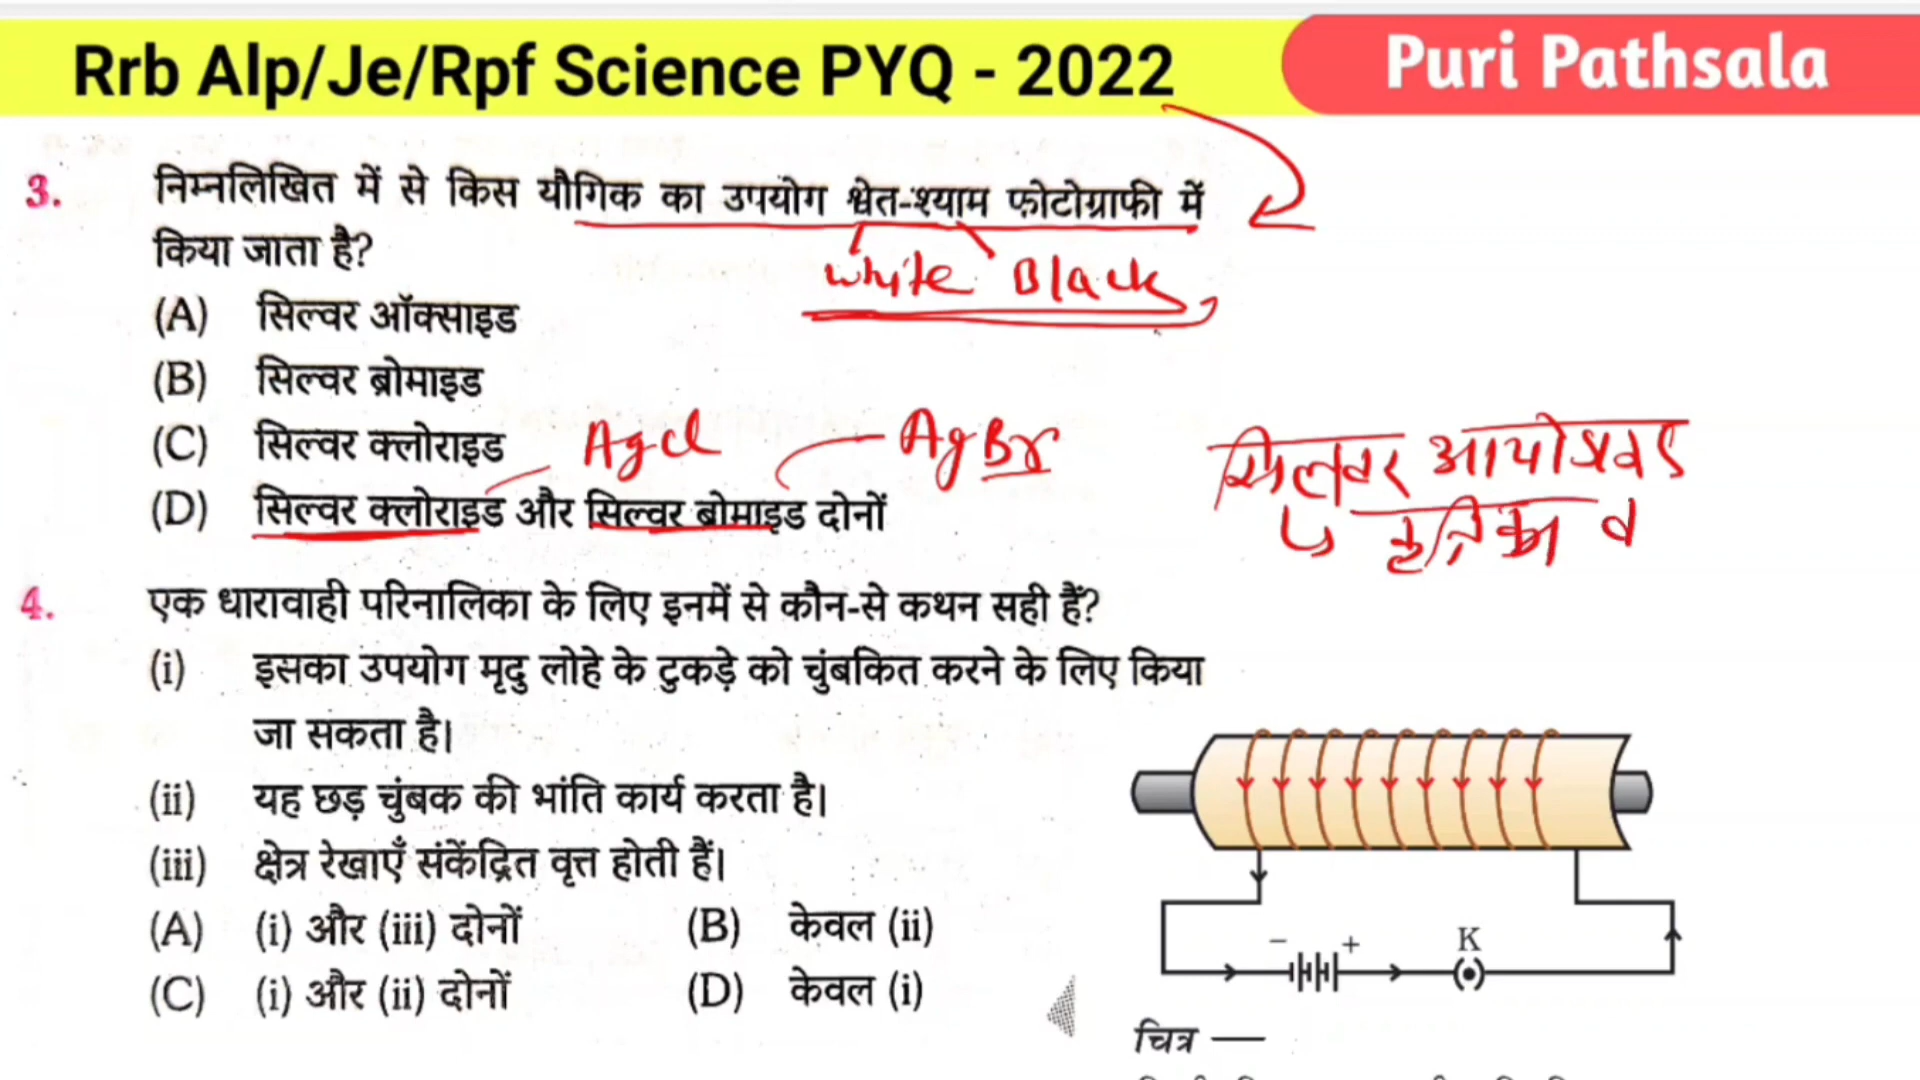 Rrb Alp/Je/Rpf Science PYQ - 2022
Puri Pathsala
3. निम्नलिखित में से किस यौगिक का उपयोग श्वेत-श्याम फोटोग्राफी में
किया जाता है?
white Black
(A) सिल्वर ऑक्साइड
(B) सिल्वर ब्रोमाइड
(C) सिल्वर क्लोराइड
AgCl
AgBr
सिल्वर
(D) सिल्वर क्लोराइड और सिल्वर ब्रोमाइड दोनों
4. एक धारावाही परिनालिका के लिए इनमें से कौन-से कथन सही हैं?
(i) इसका उपयोग मृदु लोहे के टुकड़े को चुंबकित करने के लिए किया
जा सकता है।
(ii) यह छड़ चुंबक की भांति कार्य करता है।
(iii) क्षेत्र रेखाएँ संकेंद्रित वृत्त होती हैं।
(A) (i) और (iii) दोनों (B) केवल (ii)
(C) (i) और (ii) दोनों (D) केवल (i)
− + K
चित्र —